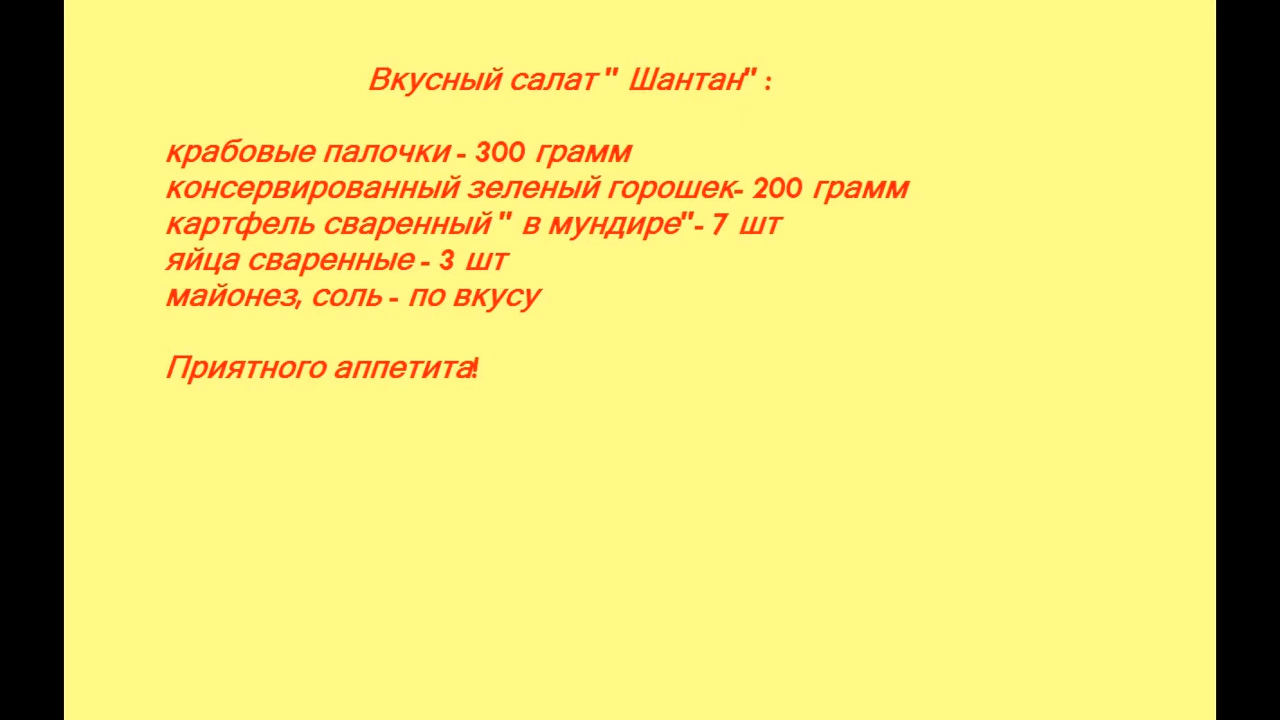 Вкусный салат " Шантан" :
крабовые палочки - 300 грамм
консервированный зеленый горошек- 200 грамм
картфель сваренный " в мундире"- 7 шт
яйца сваренные - 3 шт
майонез, соль - по вкусу
Приятного аппетита!